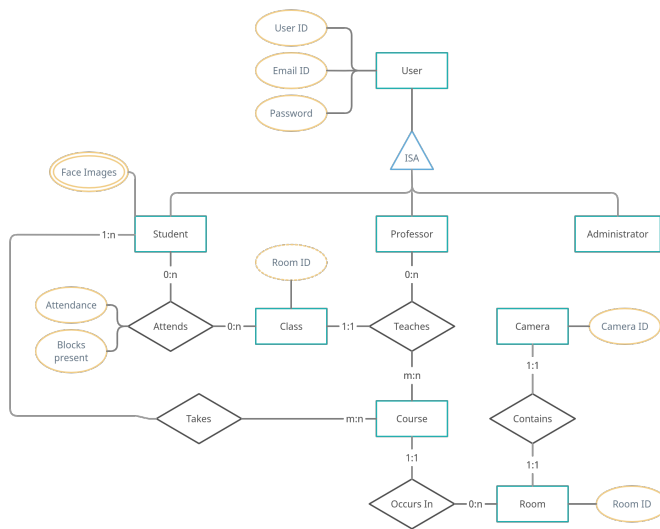 User ID
Email ID
User
Password
ISA
Face Images
1:n
Student
Professor
Administrator
Room ID
0:n
0:n
Attendance
Blocks
present
Attends
0:n
Class
1:1
Teaches
Camera
Camera ID
1:1
m:n
Takes
m:n
Course
Contains
1:1
1:1
Occurs In
0:n
Room
Room ID